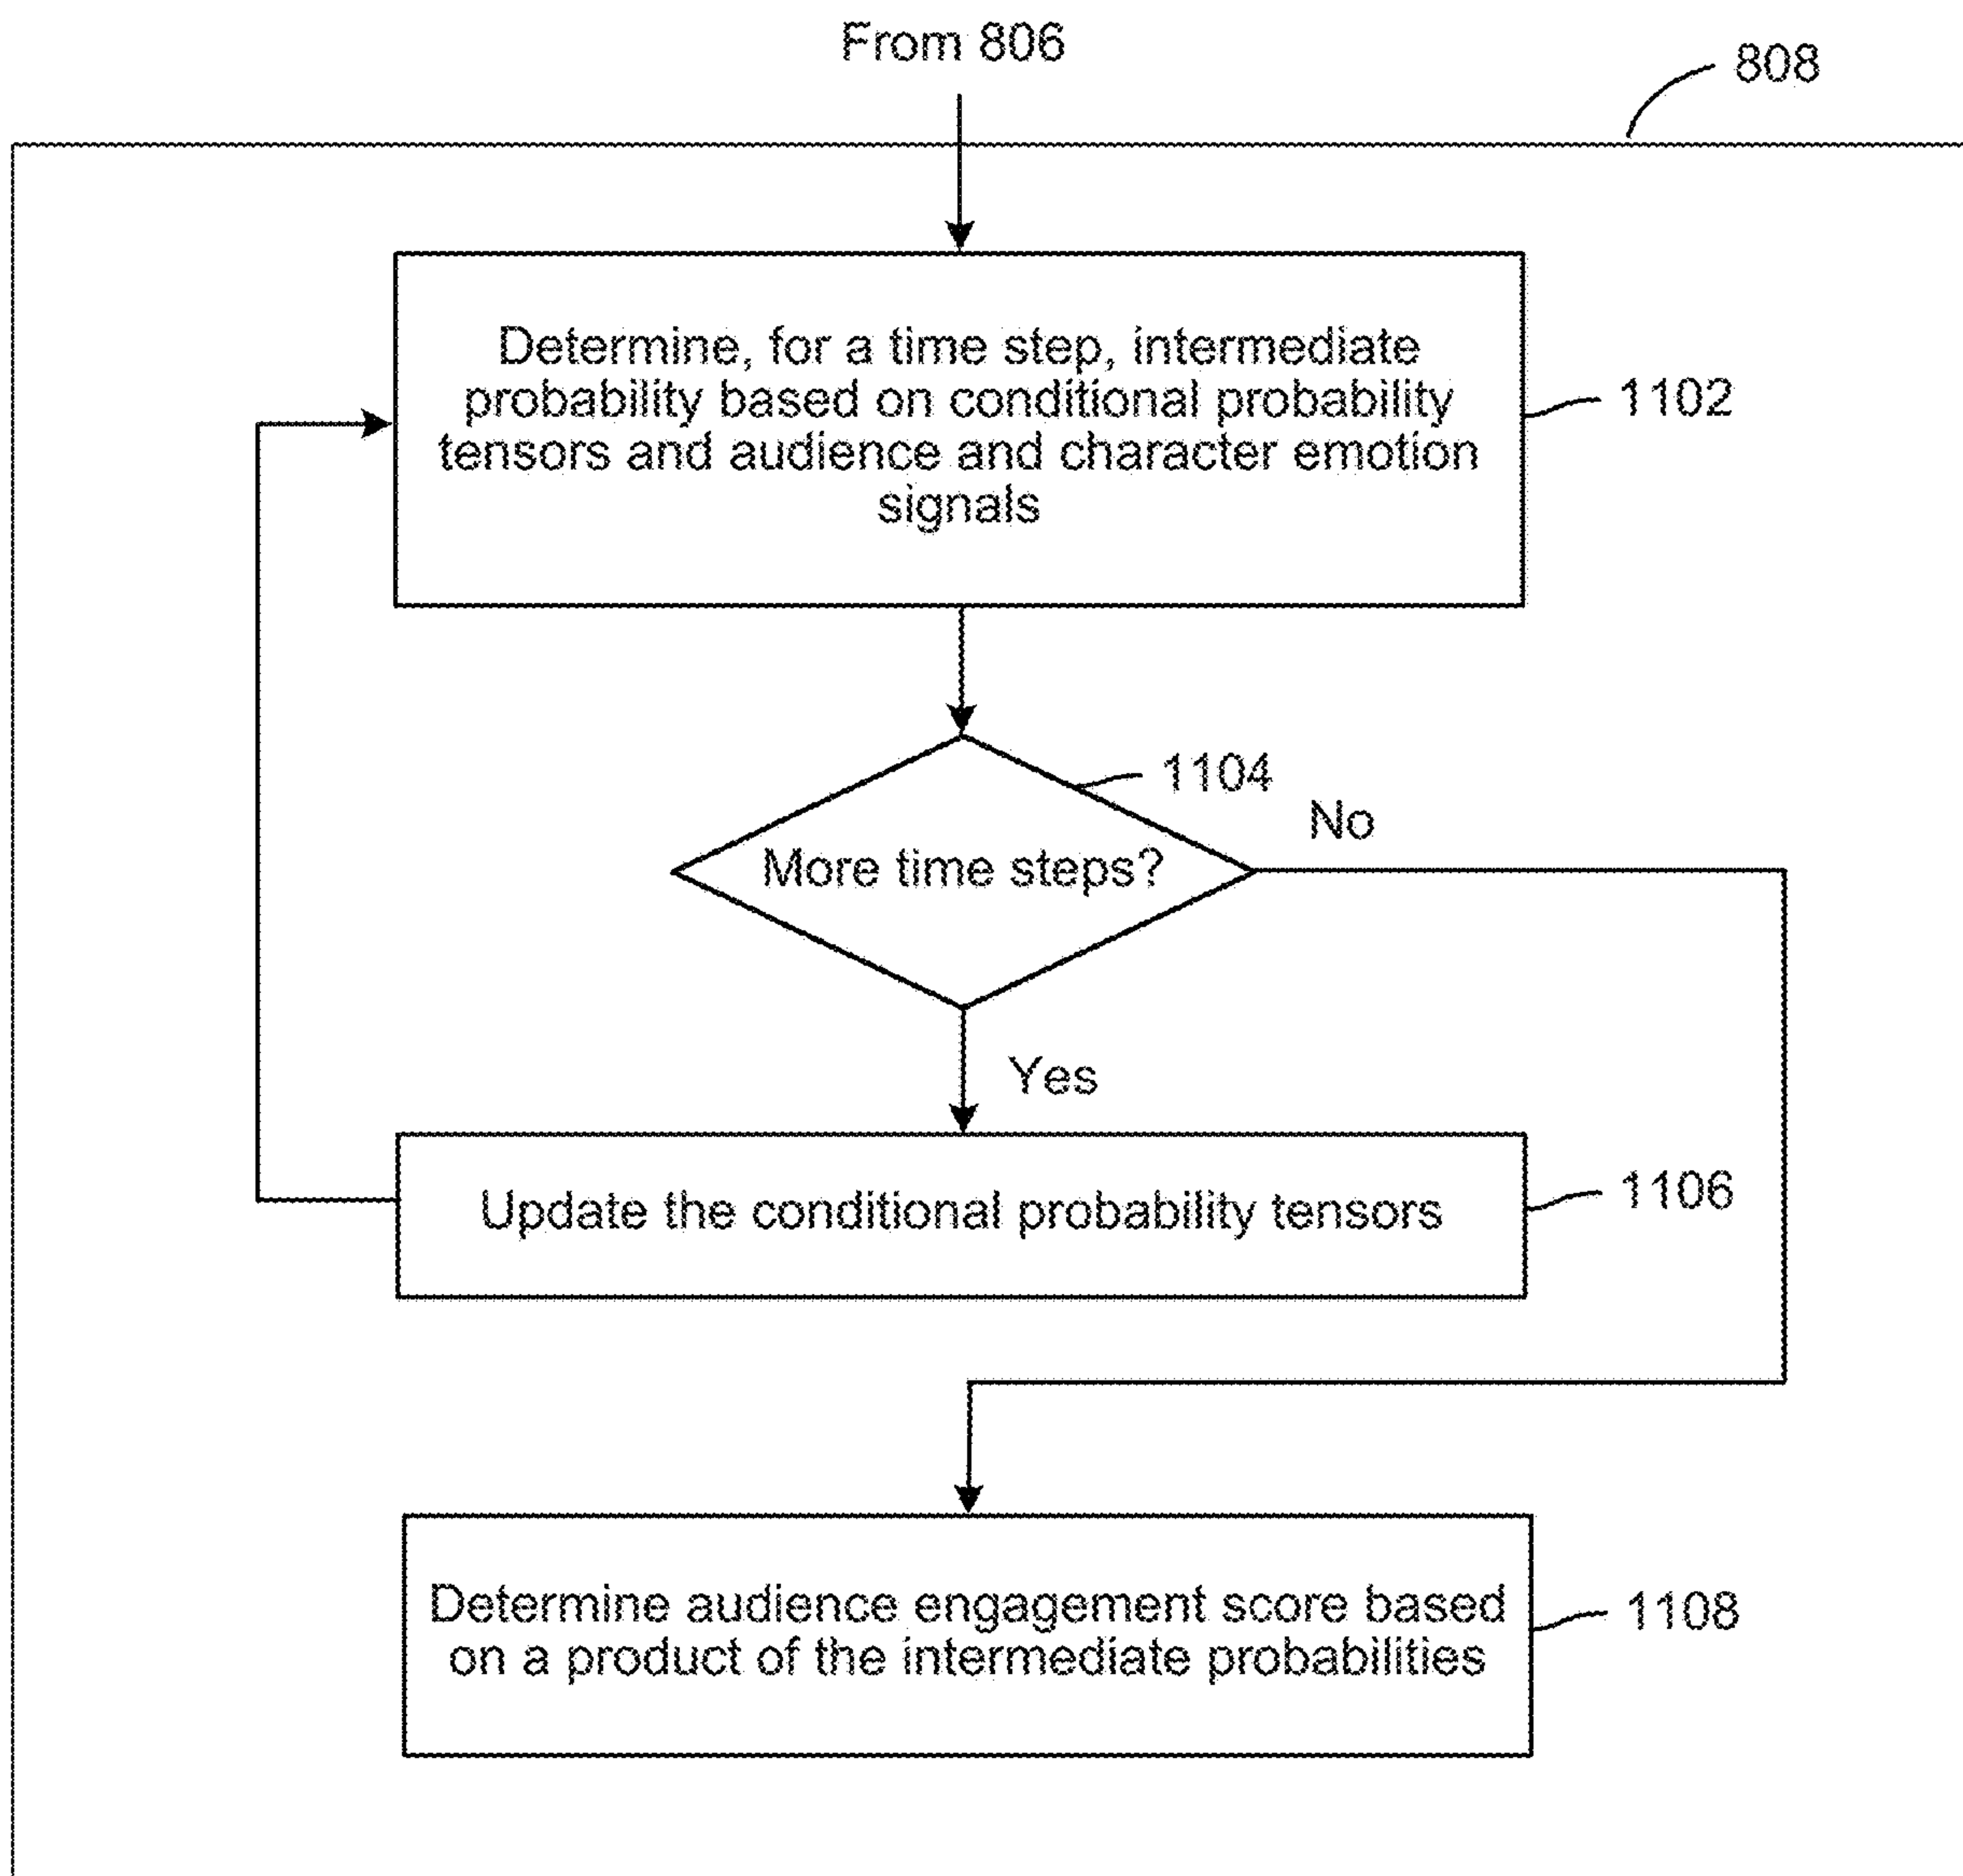 From 806
808
Determine, for a time step, intermediate
probability based on conditional probability
tensors and audience and character emotion
signals
1102
1104
No
More time steps?
Yes
Update the conditional probability tensors
1106
Determine audience engagement score based
on a product of the intermediate probabilities
1108